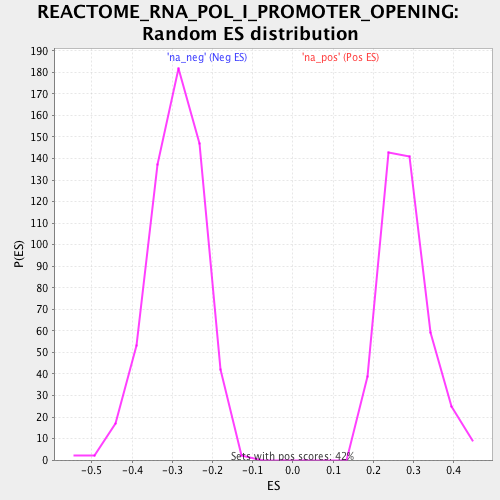 REACTOME_RNA_POL_I_PROMOTER_OPENING:
Random ES distribution
'na_neg' (Neg ES)
'na_pos' (Pos ES)
190
180
170
160
150
140
130
120
110
100
90
80
70
60
50
40
30
20
10
0
P(ES)
Sets with pos scores: 42%
-0.5 -0.4 -0.3 -0.2 -0.1 0.0 0.1 0.2 0.3 0.4
ES